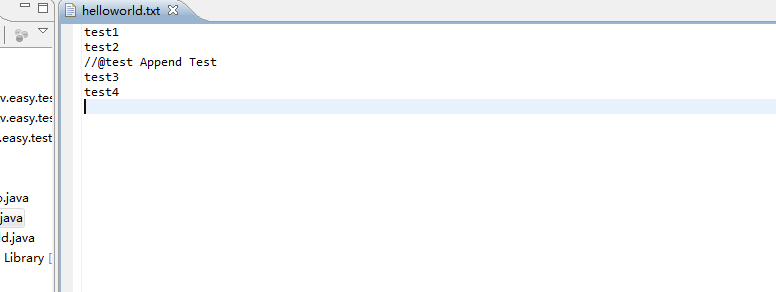 helloworld.txt
test1
test2
//@test Append Test
test3
test4
v.easy.tes
v.easy.tes
.easy.test
.java
java
d.java
Library [